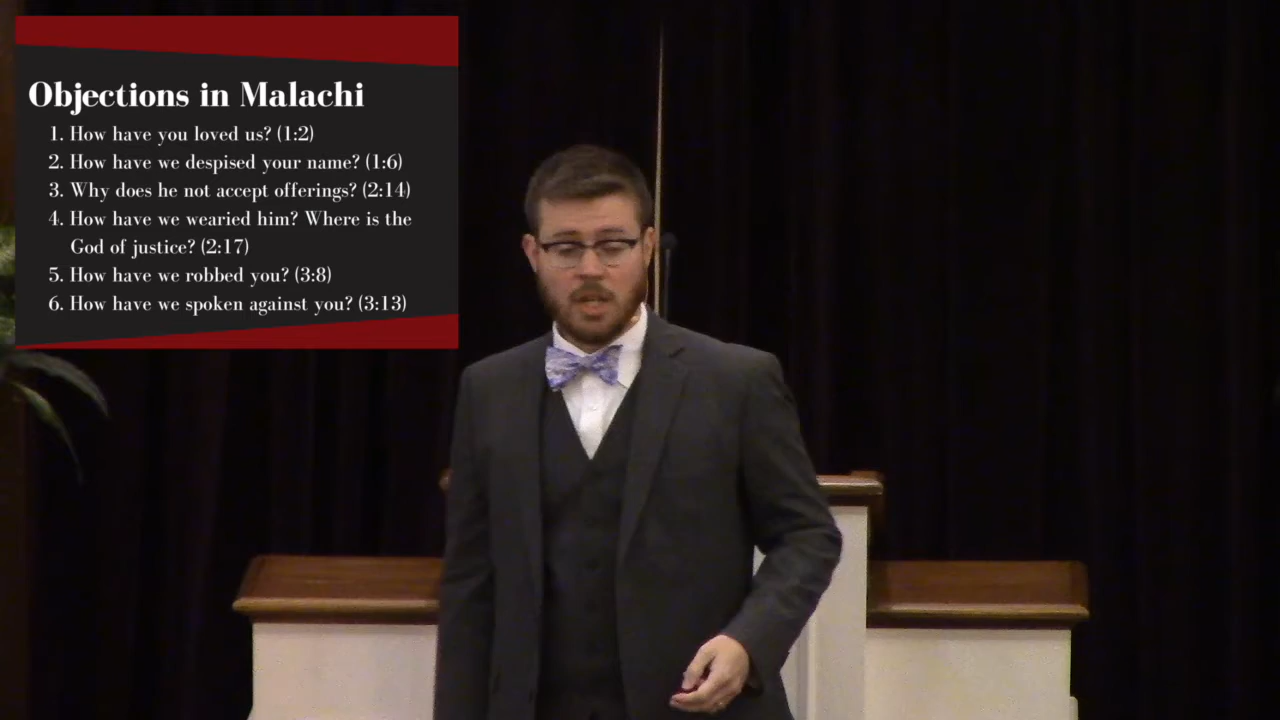 Objections in Malachi
1. How have you loved us? (1:2)
2. How have we despised your name? (1:6)
3. Why does he not accept offerings? (2:14)
4. How have we wearied him? Where is the
God of justice? (2:17)
5. How have we robbed you? (3:8)
6. How have we spoken against you? (3:13)